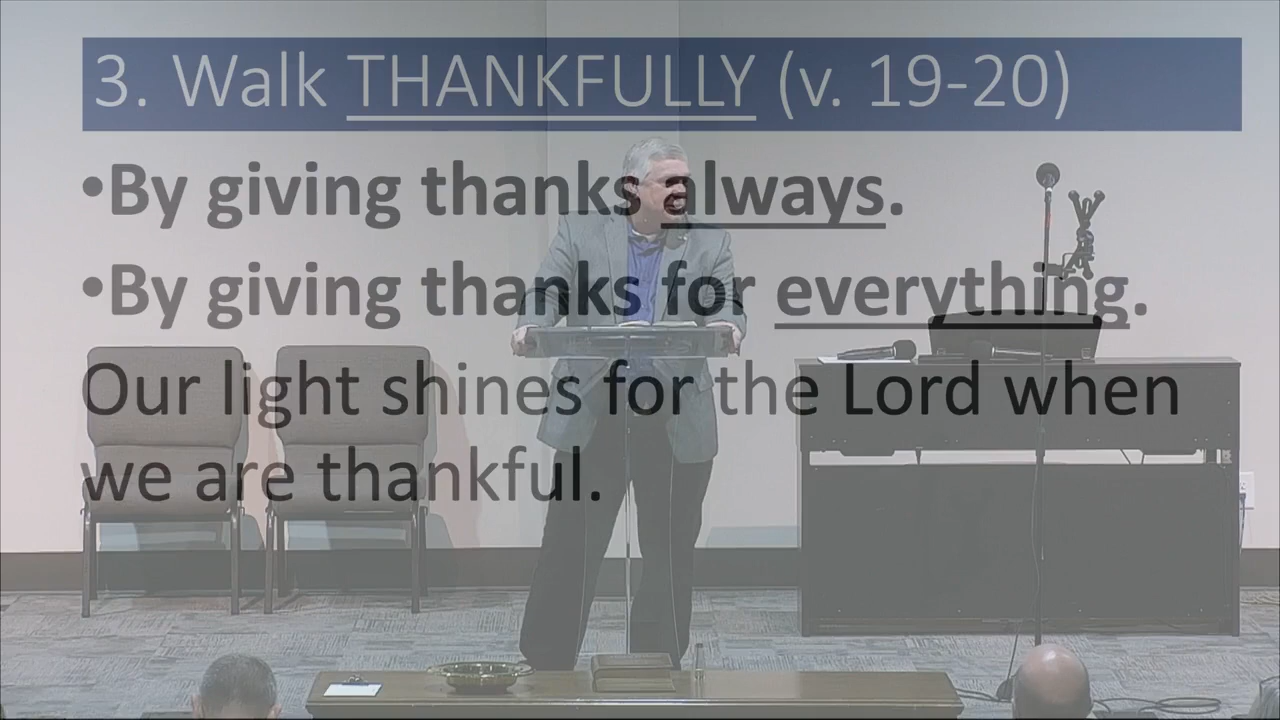 3. Walk THANKFULLY (v. 19-20)
•By giving thanks always.
•By giving thanks for everything.
Our light shines for the Lord when
we are thankful.